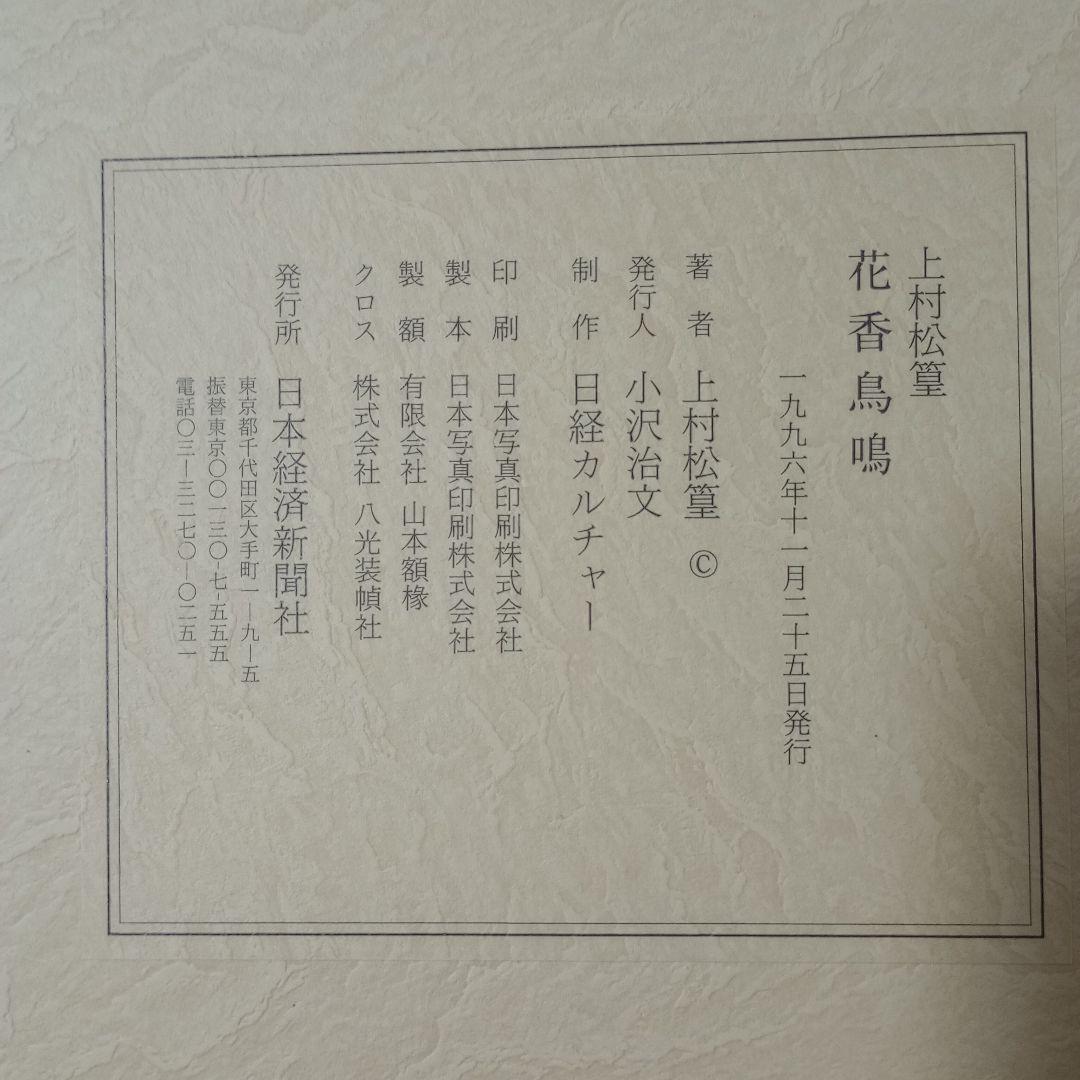 上村松篁
花香鳥鳴
一九九六年十一月二十五日発行
著者 上村松篁 ©
発行人 小沢治文
制作 日経カルチャー
印刷 日本写真印刷株式会社
製本 日本写真印刷株式会社
製額 有限会社 山本額椽
クロス 株式会社 八光装幀社
発行所 日本経済新聞社
東京都千代田区大手町一―九―五
振替東京〇〇一三〇-七-五五五
電話〇三―三二七〇―〇二五一